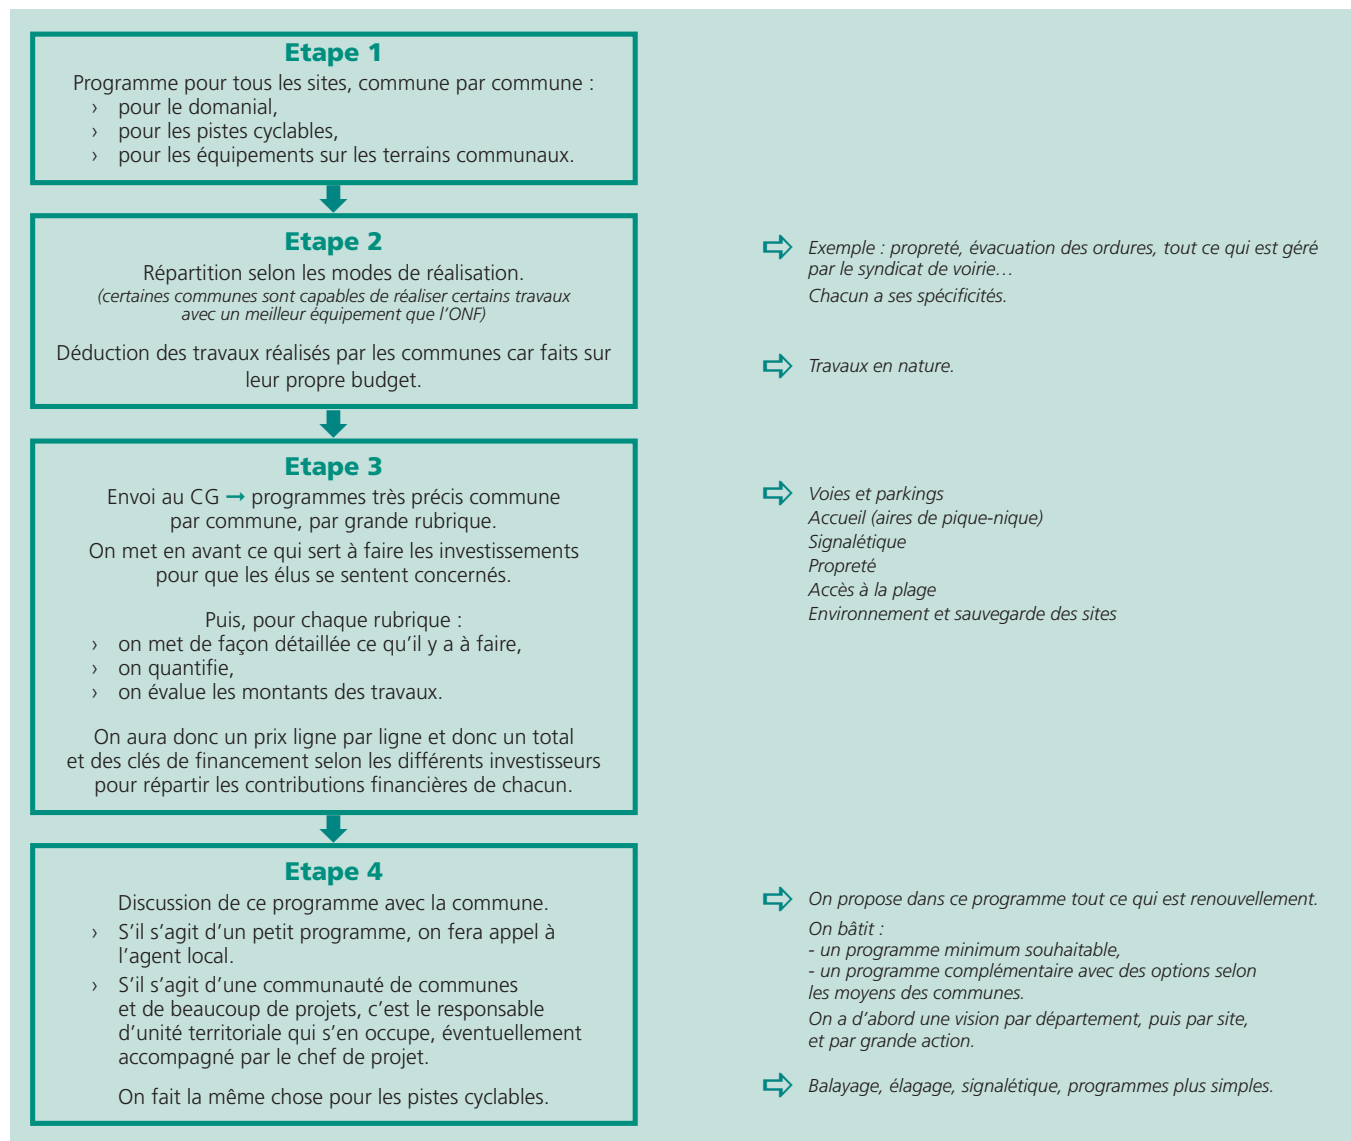 Etape 1
Programme pour tous les sites, commune par commune :
› pour le domanial,
› pour les pistes cyclables,
› pour les équipements sur les terrains communaux.
Etape 2
Répartition selon les modes de réalisation.
(certaines communes sont capables de réaliser certains travaux
avec un meilleur équipement que l’ONF)
Déduction des travaux réalisés par les communes car faits sur
leur propre budget.
Exemple : propreté, évacuation des ordures, tout ce qui est géré
par le syndicat de voirie…
Chacun a ses spécificités.
Travaux en nature.
Etape 3
Envoi au CG ➞ programmes très précis commune
par commune, par grande rubrique.
On met en avant ce qui sert à faire les investissements
pour que les élus se sentent concernés.
Puis, pour chaque rubrique :
› on met de façon détaillée ce qu’il y a à faire,
› on quantifie,
› on évalue les montants des travaux.
On aura donc un prix ligne par ligne et donc un total
et des clés de financement selon les différents investisseurs
pour répartir les contributions financières de chacun.
Voies et parkings
Accueil (aires de pique-nique)
Signalétique
Propreté
Accès à la plage
Environnement et sauvegarde des sites
Etape 4
Discussion de ce programme avec la commune.
› S’il s’agit d’un petit programme, on fera appel à
l’agent local.
› S’il s’agit d’une communauté de communes
et de beaucoup de projets, c’est le responsable
d’unité territoriale qui s’en occupe, éventuellement
accompagné par le chef de projet.
On fait la même chose pour les pistes cyclables.
On propose dans ce programme tout ce qui est renouvellement.
On bâtit :
- un programme minimum souhaitable,
- un programme complémentaire avec des options selon
les moyens des communes.
On a d’abord une vision par département, puis par site,
et par grande action.
Balayage, élagage, signalétique, programmes plus simples.